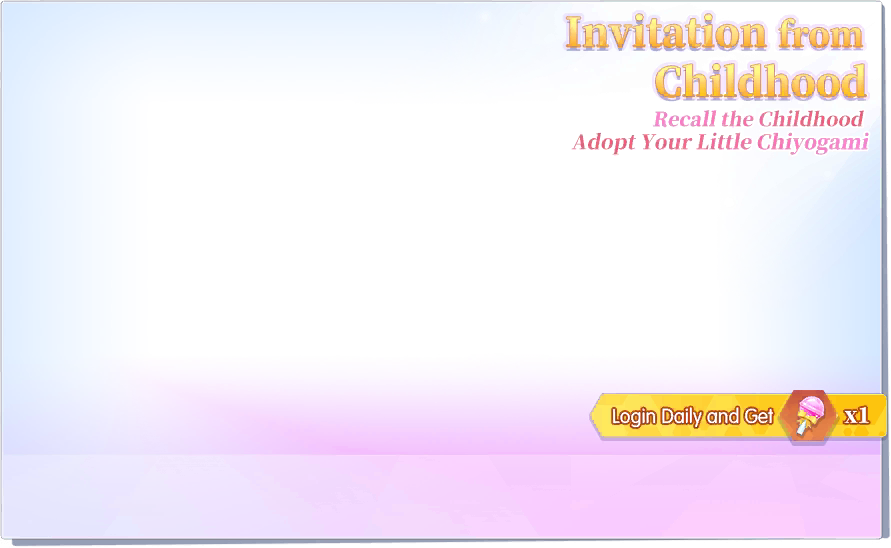 Invitation from
Childhood
Recall the Childhood
Adopt Your Little Chiyogami
Login Daily and Get x1